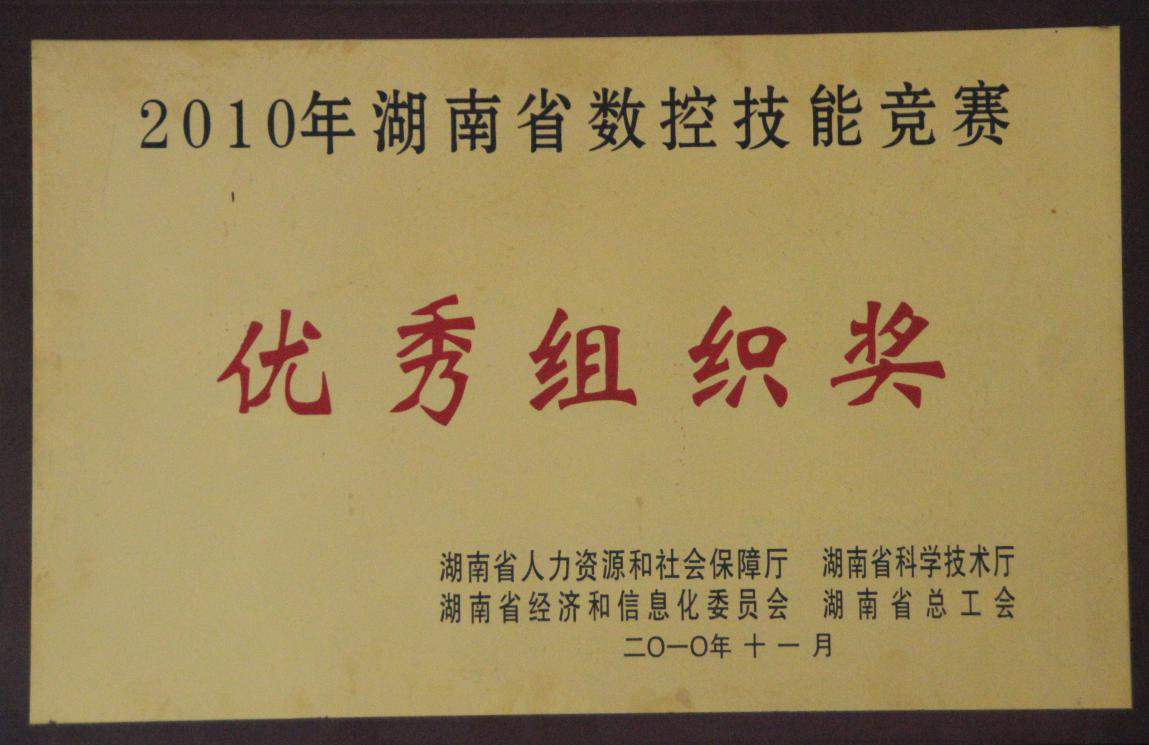 2010年湖南省数控技能竞赛
优秀组织奖
湖南省人力资源和社会保障厅 湖南省科学技术厅
湖南省经济和信息化委员会 湖南省总工会
二〇一〇年十一月